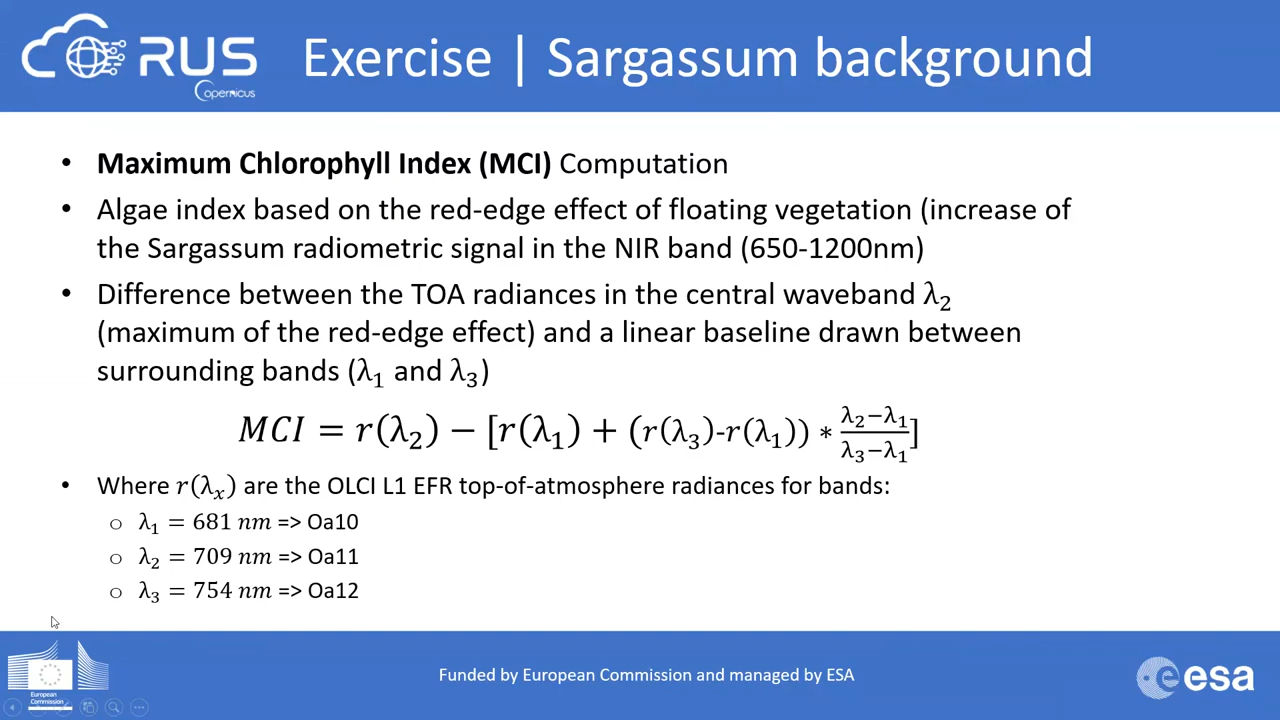 RUS
Copernicus
Exercise | Sargassum background
• Maximum Chlorophyll Index (MCI) Computation
• Algae index based on the red-edge effect of floating vegetation (increase of
the Sargassum radiometric signal in the NIR band (650-1200nm)
• Difference between the TOA radiances in the central waveband λ₂
(maximum of the red-edge effect) and a linear baseline drawn between
surrounding bands (λ₁ and λ₃)
MCI = r(λ₂) − [r(λ₁) + (r(λ₃)-r(λ₁)) * (λ₂−λ₁)/(λ₃−λ₁)]
• Where r(λₓ) are the OLCI L1 EFR top-of-atmosphere radiances for bands:
○ λ₁ = 681 nm => Oa10
○ λ₂ = 709 nm => Oa11
○ λ₃ = 754 nm => Oa12
European
Commission
Funded by European Commission and managed by ESA
esa